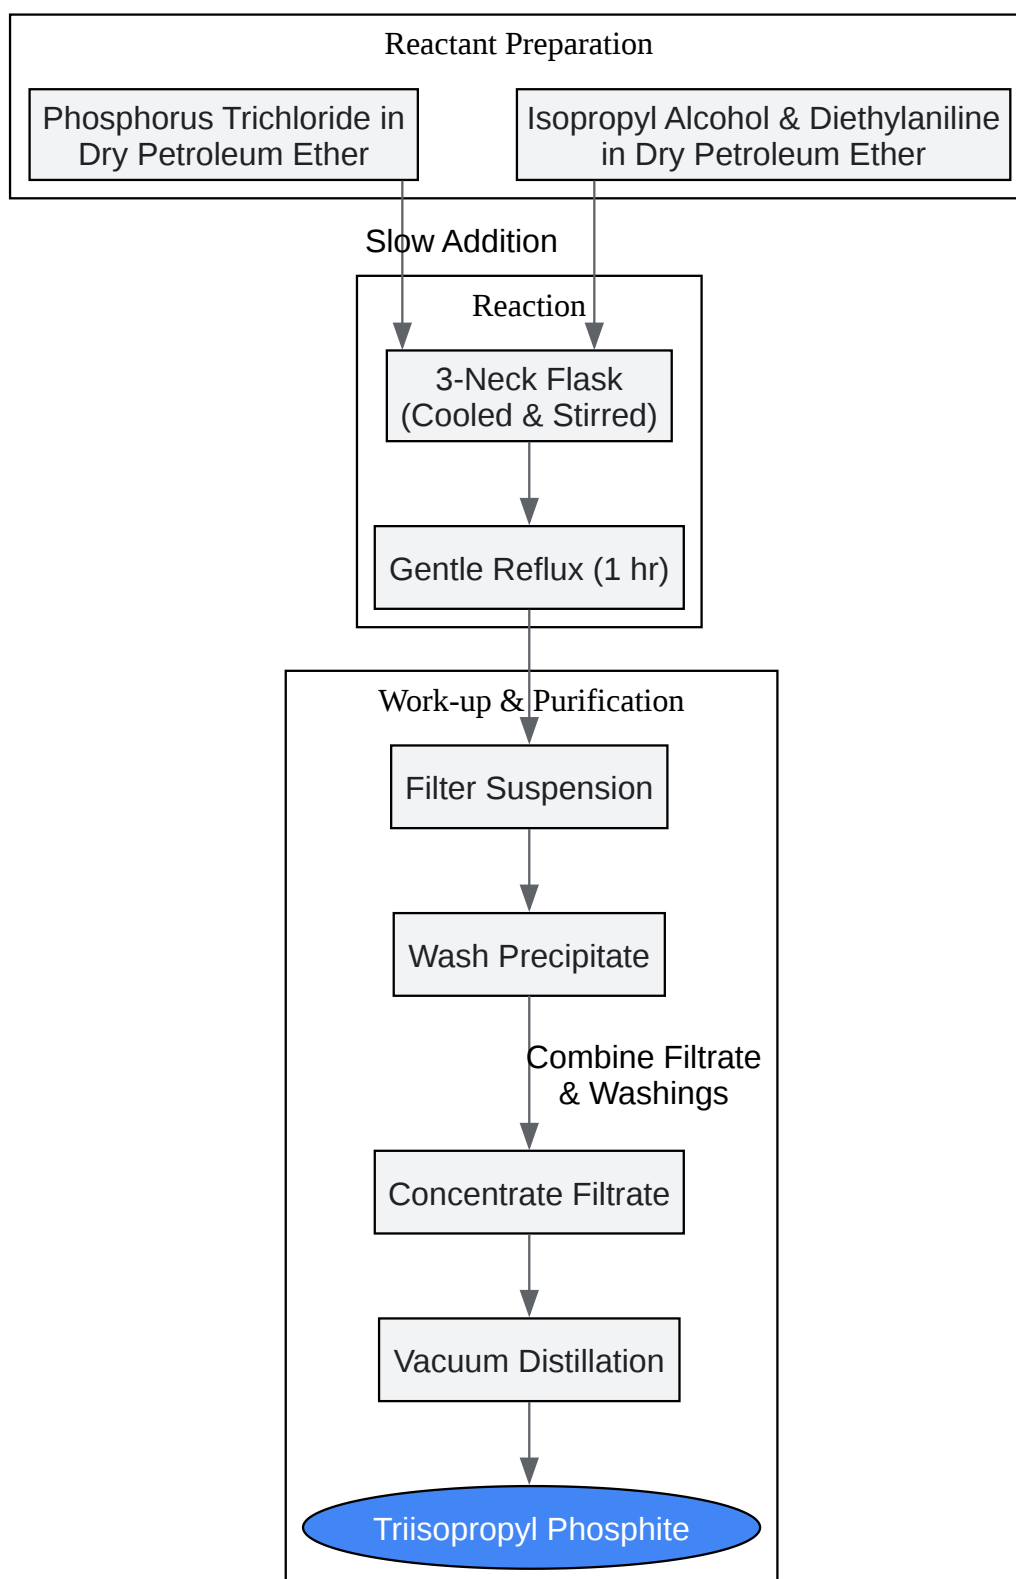 Reactant Preparation
Phosphorus Trichloride in
Dry Petroleum Ether
Isopropyl Alcohol & Diethylaniline
in Dry Petroleum Ether
Slow Addition
Reaction
3-Neck Flask
(Cooled & Stirred)
Gentle Reflux (1 hr)
Work-up & Purification
Filter Suspension
Wash Precipitate
Combine Filtrate
& Washings
Concentrate Filtrate
Vacuum Distillation
Triisopropyl Phosphite